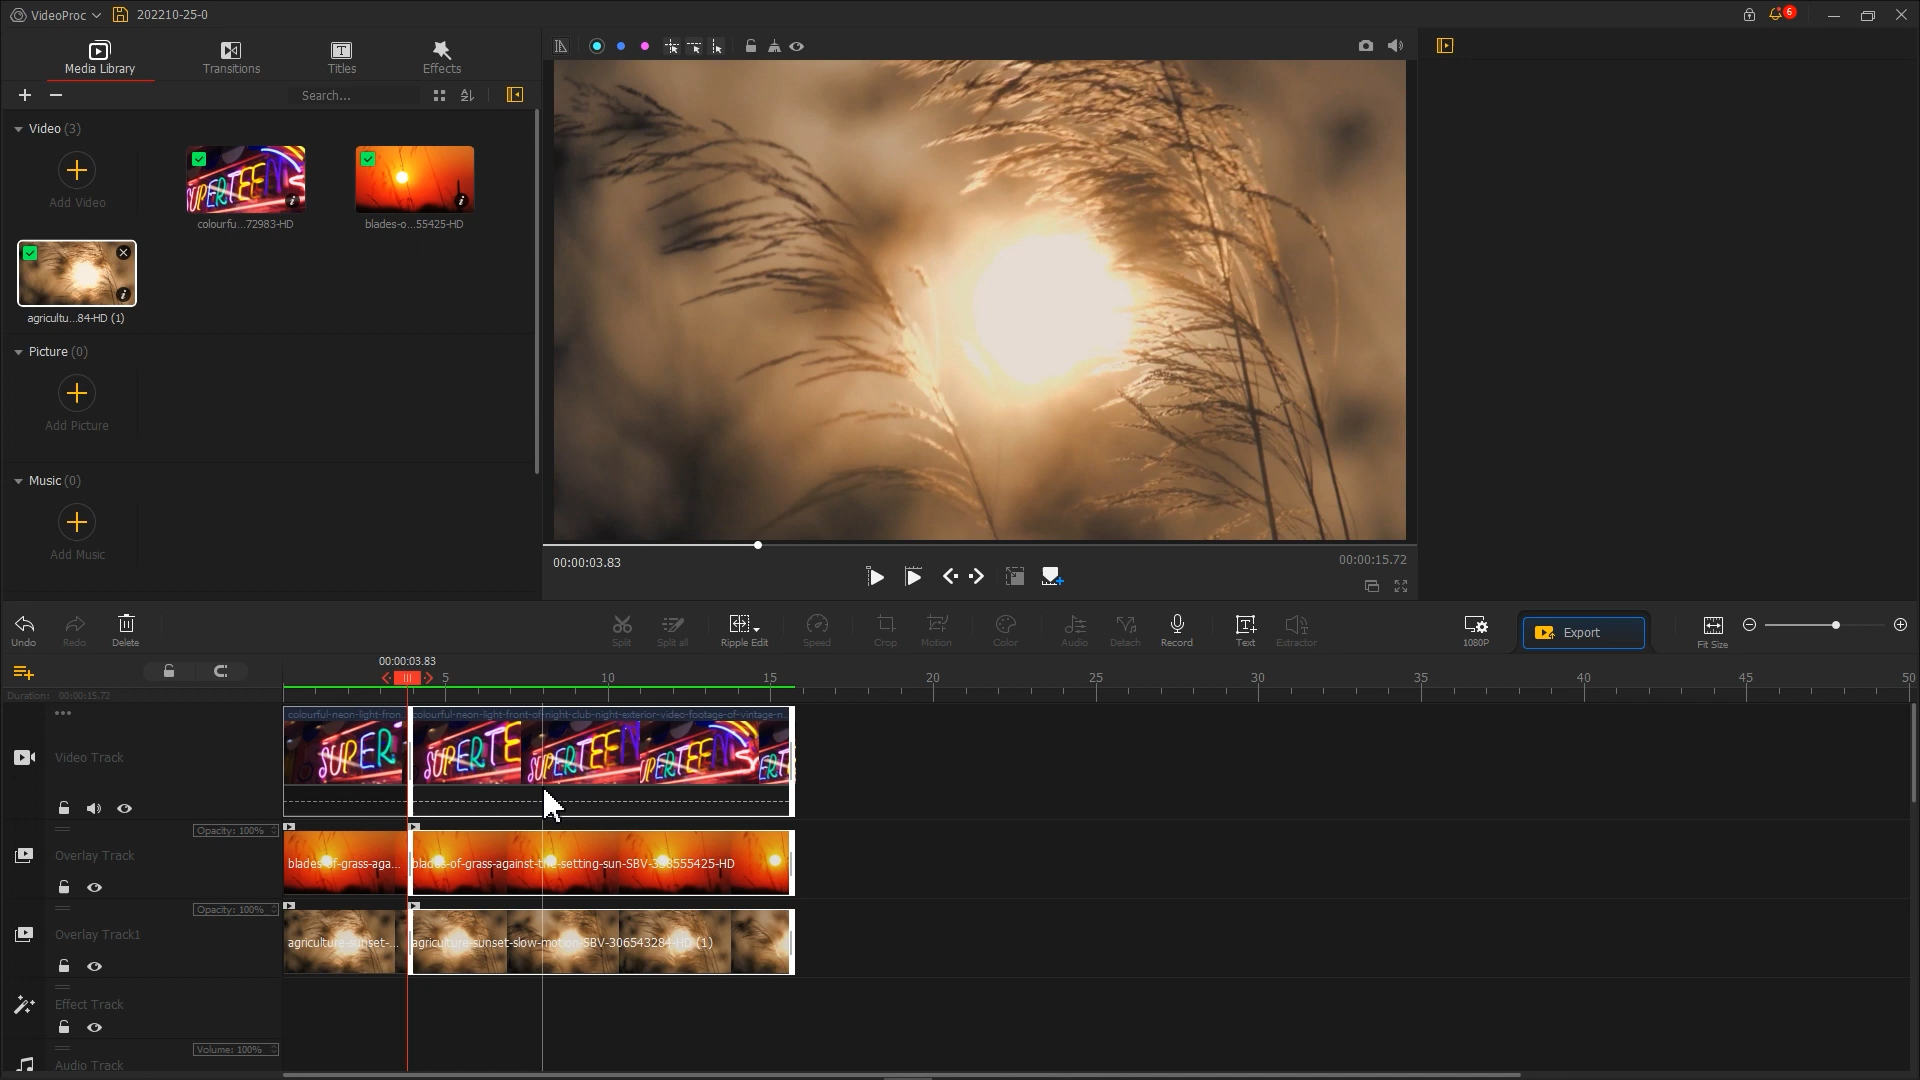 VideoProc
202210-25-0
6
Media Library
Transitions
Titles
Effects
Search...
Video (3)
Add Video
colourfu...72983-HD
blades-o...55425-HD
agricultu...84-HD (1)
Picture (0)
Add Picture
Music (0)
Add Music
00:00:03.83
00:00:15.72
Undo
Redo
Delete
Split
Split all
Ripple Edit
Speed
Crop
Motion
Color
Audio
Detach
Record
Text
Extractor
1080P
Export
Fit Size
00:00:03.83
5
10
15
20
25
30
35
40
45
50
Duration: 00:00:15.72
colourful-neon-light-fron
colourful-neon-light-front-of-night-club-night-exterior-video-footage-of-vintage-n...
Video Track
Opacity: 100%
Overlay Track
blades-of-grass-aga...
blades-of-grass-against-the-setting-sun-SBV-338555425-HD
Opacity: 100%
Overlay Track1
agriculture-sunset-...
agriculture-sunset-slow-motion-SBV-306543284-HD (1)
Effect Track
Volume: 100%
Audio Track